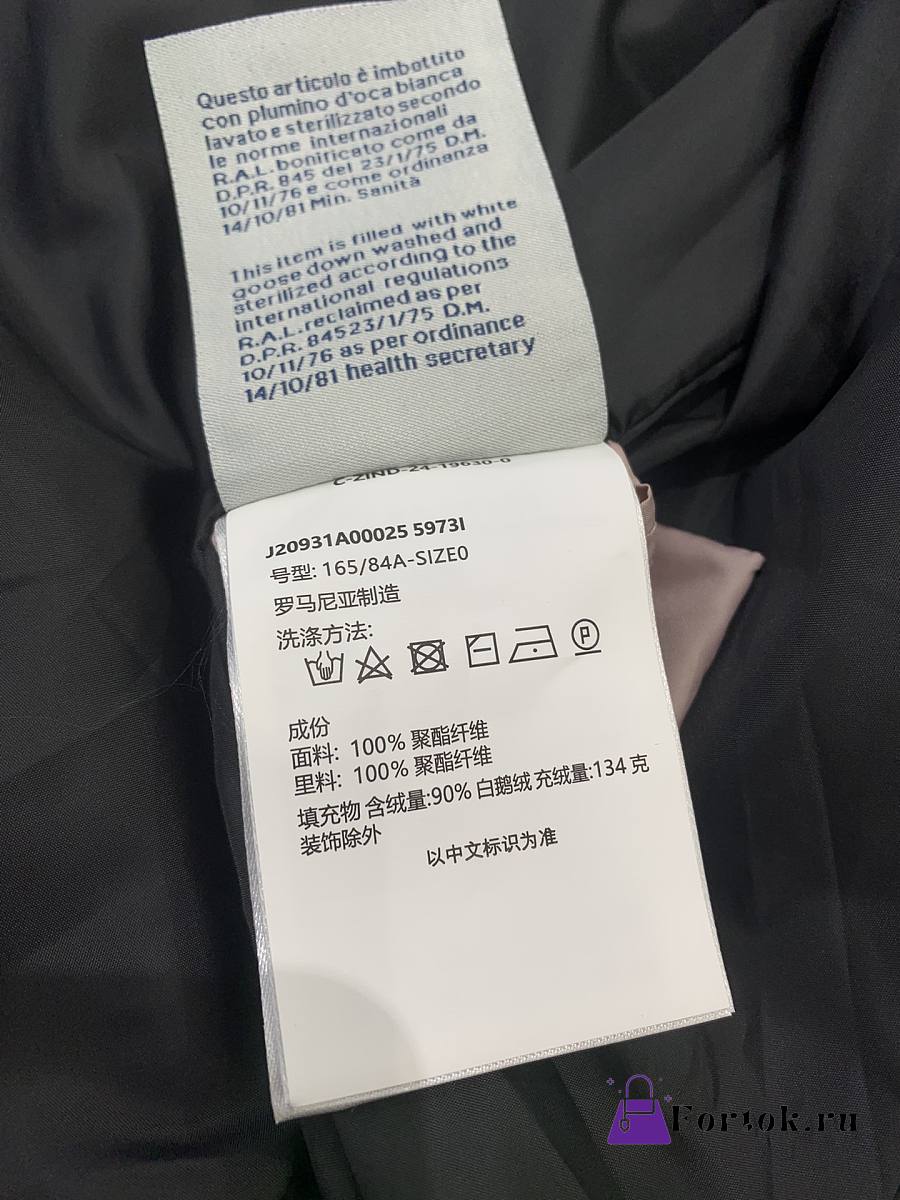 Questo articolo è imbottito
con plumino d'oca bianca
lavato e sterilizzato secondo
le norme internazionali
R.A.L. bonificato come da
D.P.R. 845 del 23/1/75 D.M.
10/11/76 e come ordinanza
14/10/81 Min. Sanità
This item is filled with white
goose down washed and
sterilized according to the
international regulations
R.A.L. reclaimed as per
D.P.R. 84523/1/75 D.M.
10/11/76 as per ordinance
14/10/81 health secretary
C-ZIND-24-19630-0
J20931A00025 5973I
号型: 165/84A-SIZE0
罗马尼亚制造
洗涤方法:
P
成份
面料: 100% 聚酯纤维
里料: 100% 聚酯纤维
填充物 含绒量:90% 白鹅绒 充绒量:134 克
装饰除外
以中文标识为准
Fortok.ru